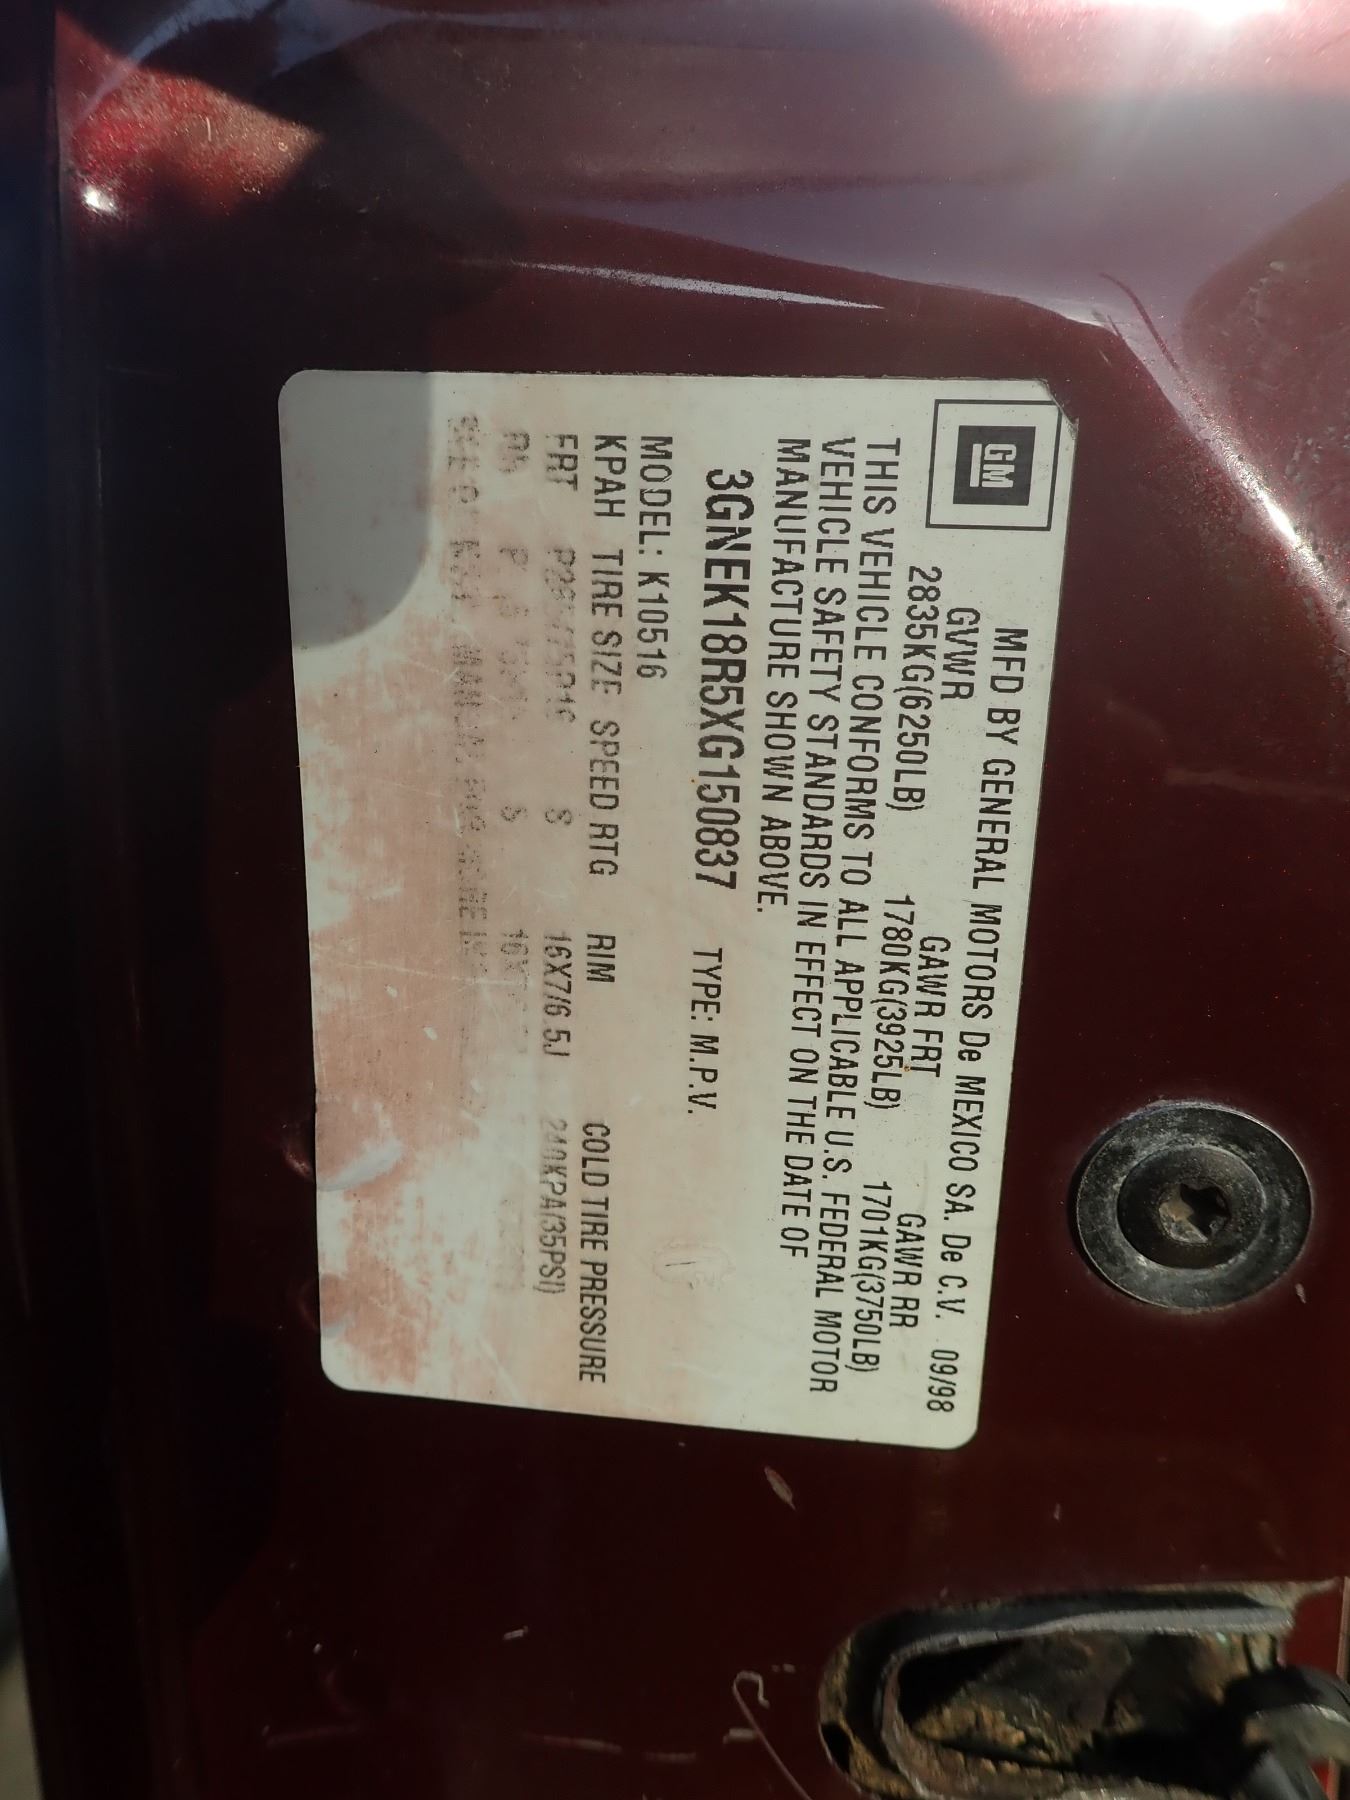 GM
MFD BY GENERAL MOTORS De MEXICO SA. De C.V. 09/98
GVWR GAWR FRT GAWR RR
2835KG(6250LB) 1780KG(3925LB) 1701KG(3750LB)
THIS VEHICLE CONFORMS TO ALL APPLICABLE U.S. FEDERAL MOTOR
VEHICLE SAFETY STANDARDS IN EFFECT ON THE DATE OF
MANUFACTURE SHOWN ABOVE.
3GNEK18R5XG150837 TYPE: M.P.V.
MODEL: K10516
KPAH TIRE SIZE SPEED RTG RIM COLD TIRE PRESSURE
FRT S 16X7/6.5J 240KPA(35PSI)